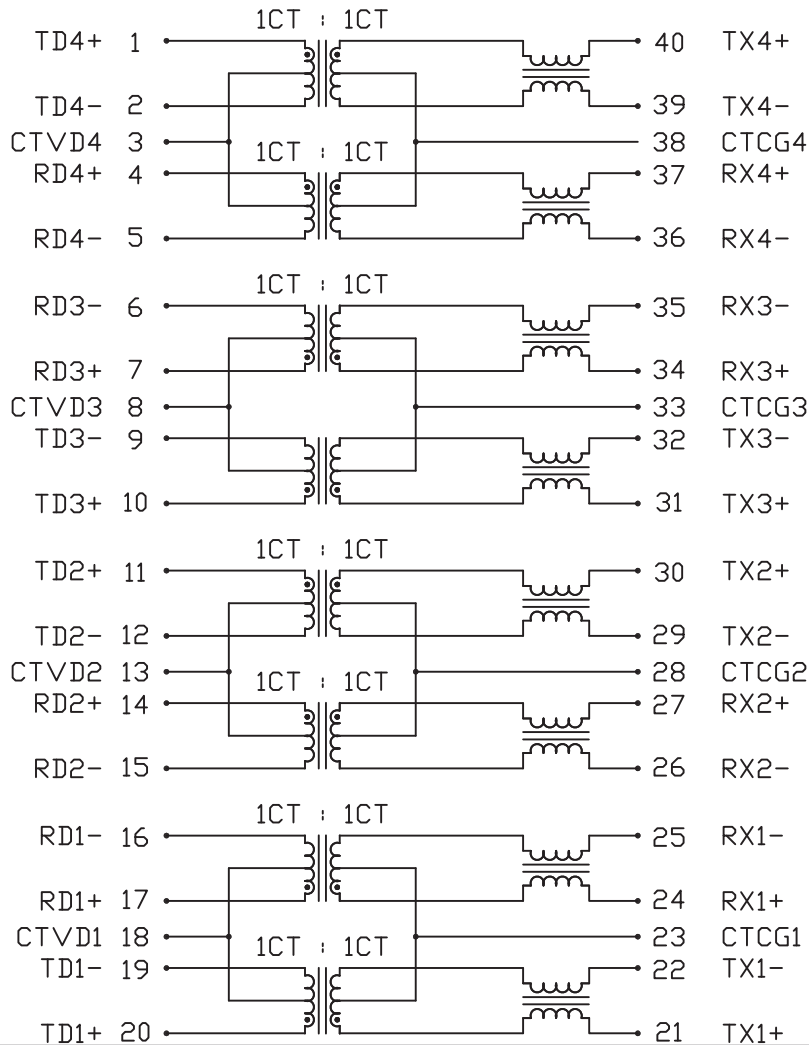 1CT : 1CT
TD4+ 1 40 TX4+
TD4- 2 39 TX4-
CTVD4 3 38 CTCG4
1CT : 1CT
RD4+ 4 37 RX4+
RD4- 5 36 RX4-
1CT : 1CT
RD3- 6 35 RX3-
RD3+ 7 34 RX3+
CTVD3 8 33 CTCG3
TD3- 9 32 TX3-
TD3+ 10 31 TX3+
1CT : 1CT
TD2+ 11 30 TX2+
TD2- 12 29 TX2-
CTVD2 13 28 CTCG2
1CT : 1CT
RD2+ 14 27 RX2+
RD2- 15 26 RX2-
1CT : 1CT
RD1- 16 25 RX1-
RD1+ 17 24 RX1+
CTVD1 18 23 CTCG1
1CT : 1CT
TD1- 19 22 TX1-
TD1+ 20 21 TX1+